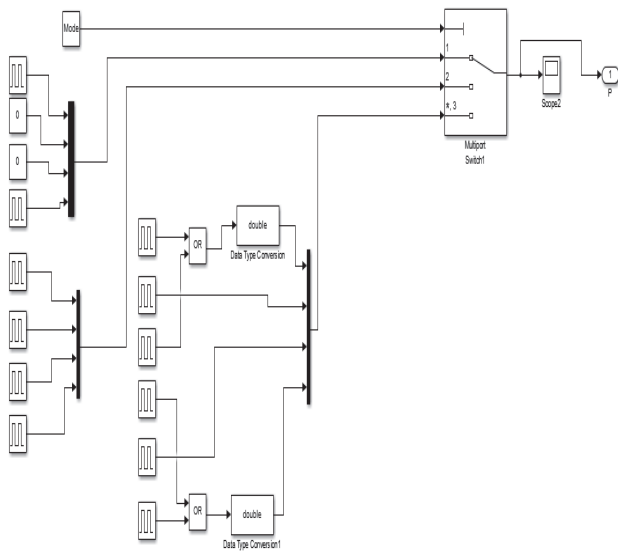 Mode
1
2
*, 3
Multiport
Switch1
Scope2
1
P
0
0
OR
double
Data Type Conversion
OR
double
Data Type Conversion1